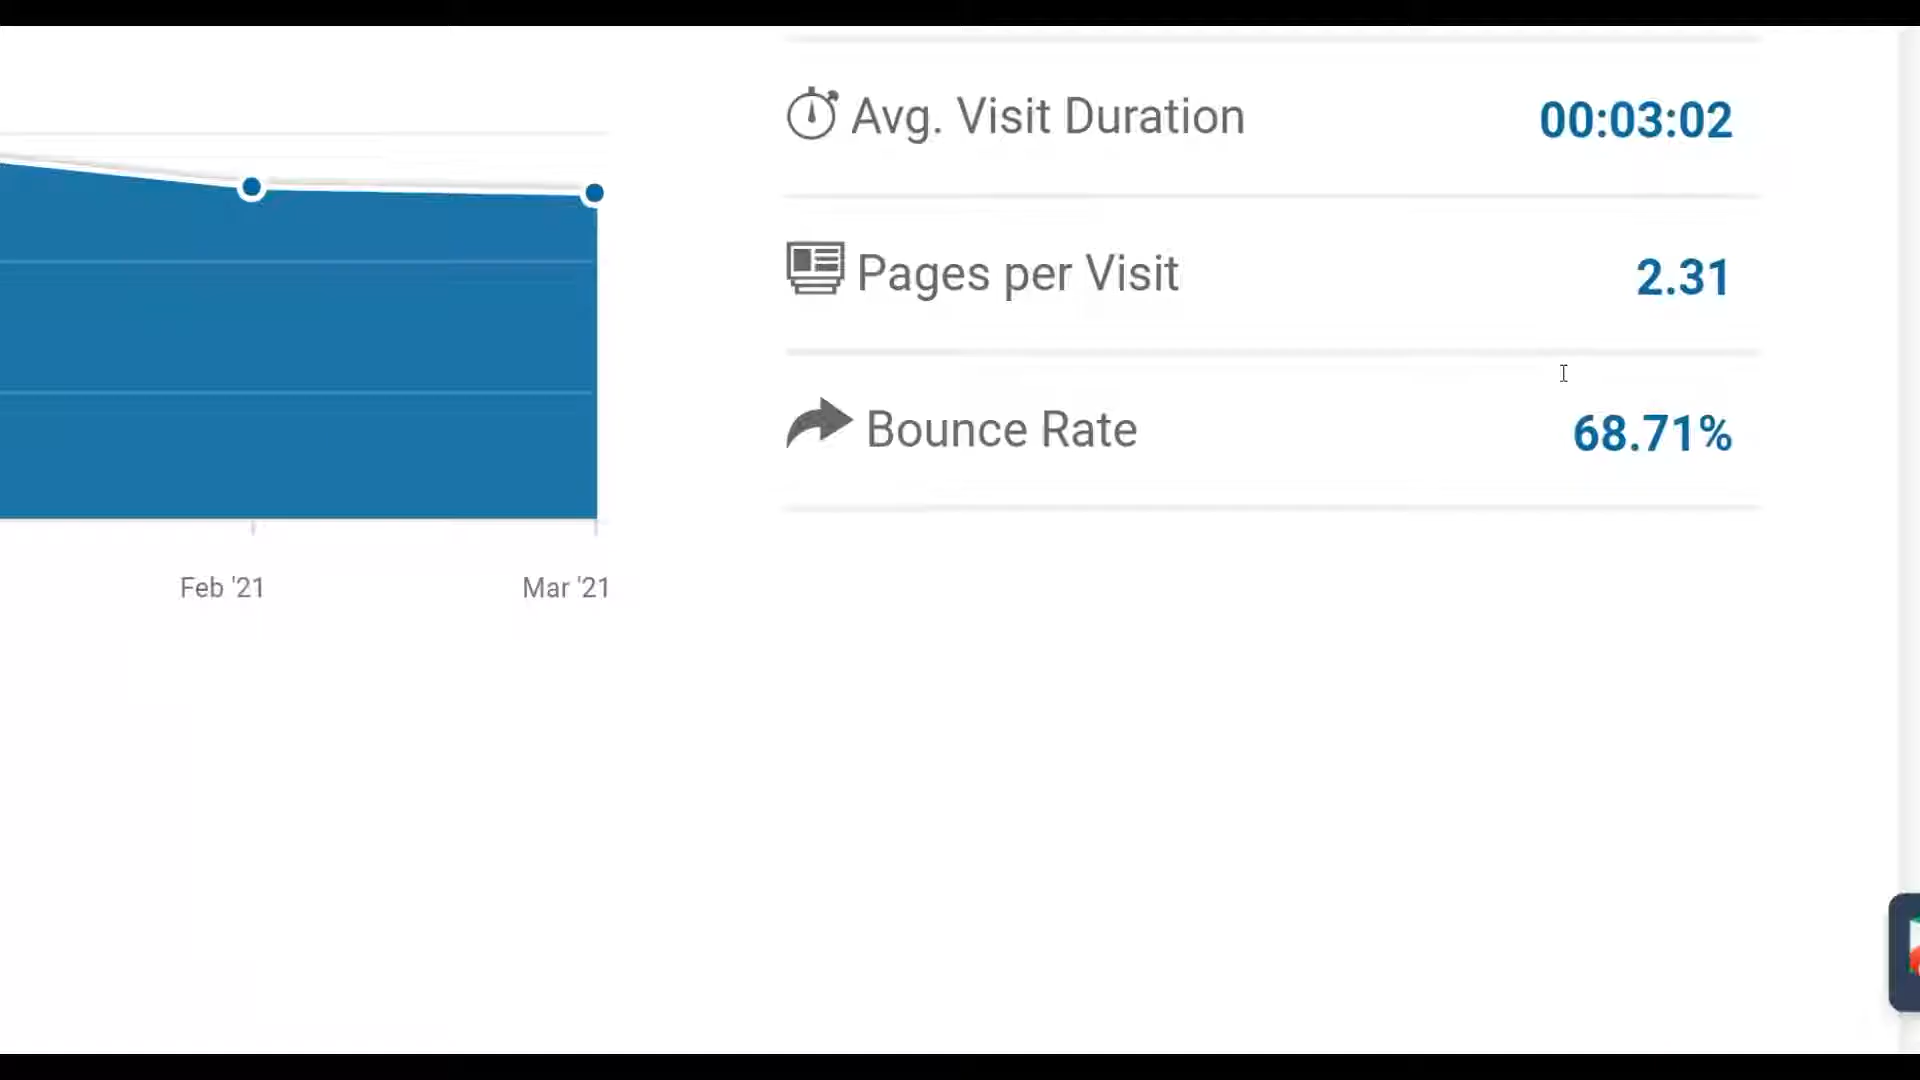 Avg. Visit Duration 00:03:02
Pages per Visit 2.31
Bounce Rate 68.71%
Feb '21 Mar '21